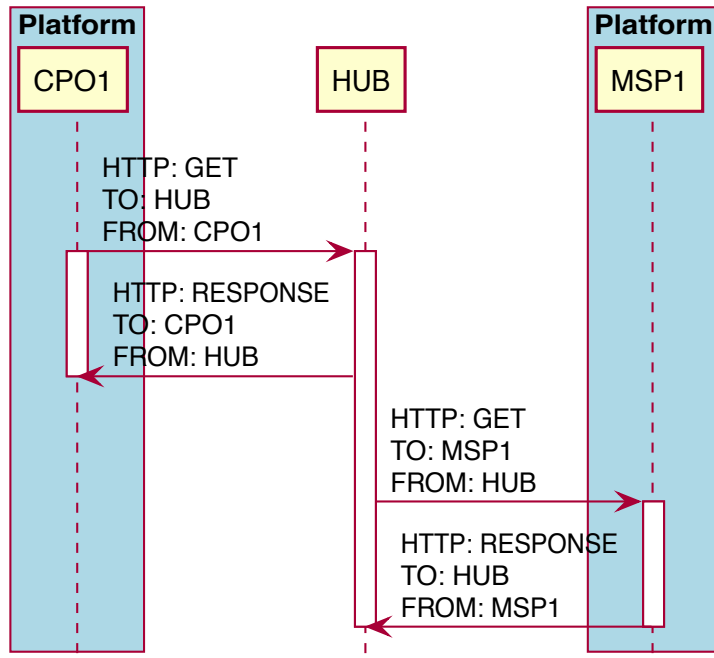 Platform
Platform
CPO1
HUB
MSP1
HTTP: GET
TO: HUB
FROM: CPO1
HTTP: RESPONSE
TO: CPO1
FROM: HUB
HTTP: GET
TO: MSP1
FROM: HUB
HTTP: RESPONSE
TO: HUB
FROM: MSP1